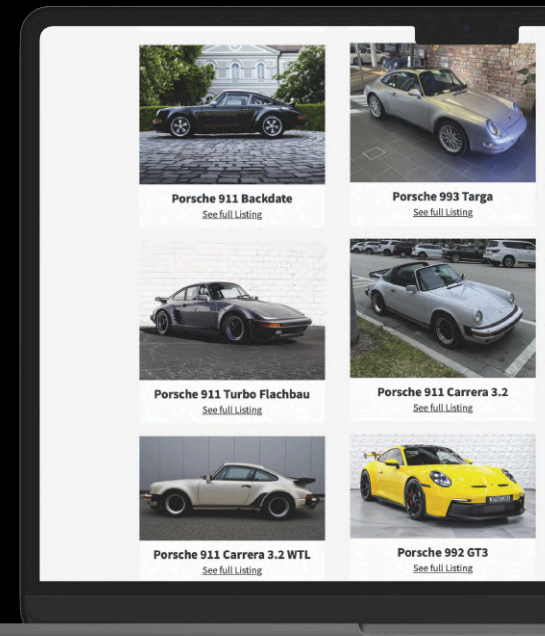 Porsche 911 Backdate
See full Listing
Porsche 993 Targa
See full Listing
Porsche 911 Turbo Flachbau
See full Listing
Porsche 911 Carrera 3.2
See full Listing
Porsche 911 Carrera 3.2 WTL
See full Listing
Porsche 992 GT3
See full Listing